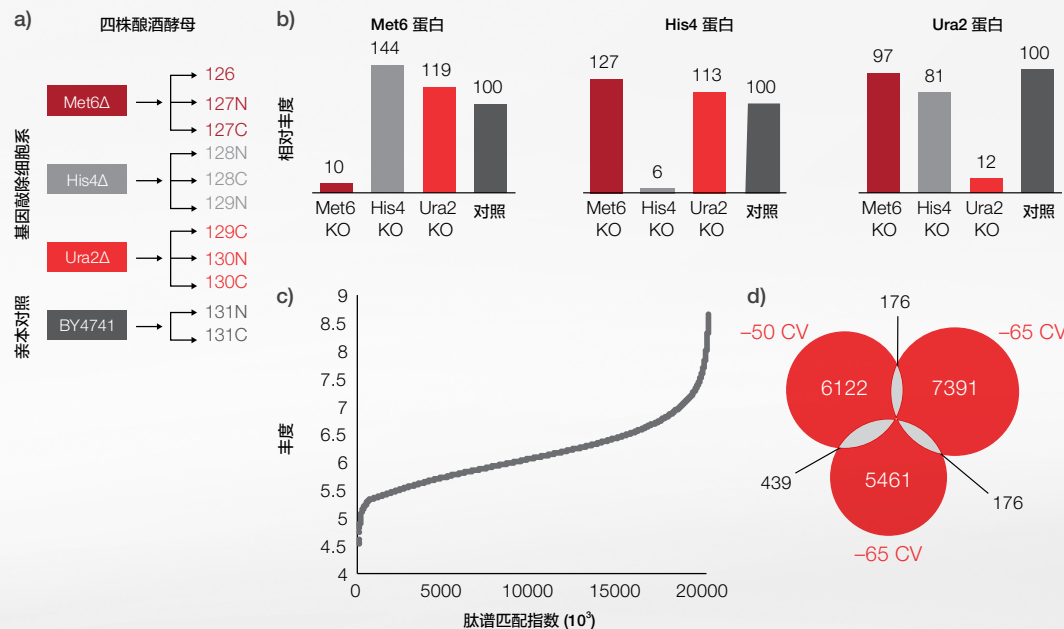 a)
四株酿酒酵母
基因敲除细胞系
Met6Δ
126
127N
127C
His4Δ
128N
128C
129N
Ura2Δ
129C
130N
130C
亲本对照
BY4741
131N
131C
b)
相对丰度
Met6 蛋白
10
144
119
100
Met6 KO
His4 KO
Ura2 KO
对照
His4 蛋白
127
6
113
100
Met6 KO
His4 KO
Ura2 KO
对照
Ura2 蛋白
97
81
12
100
Met6 KO
His4 KO
Ura2 KO
对照
c)
丰度
9
8.5
8
7.5
7
6.5
6
5.5
5
4.5
4
0
5000
10000
15000
20000
肽谱匹配指数 (10³)
d)
176
–50 CV
–65 CV
6122
7391
439
5461
176
–65 CV